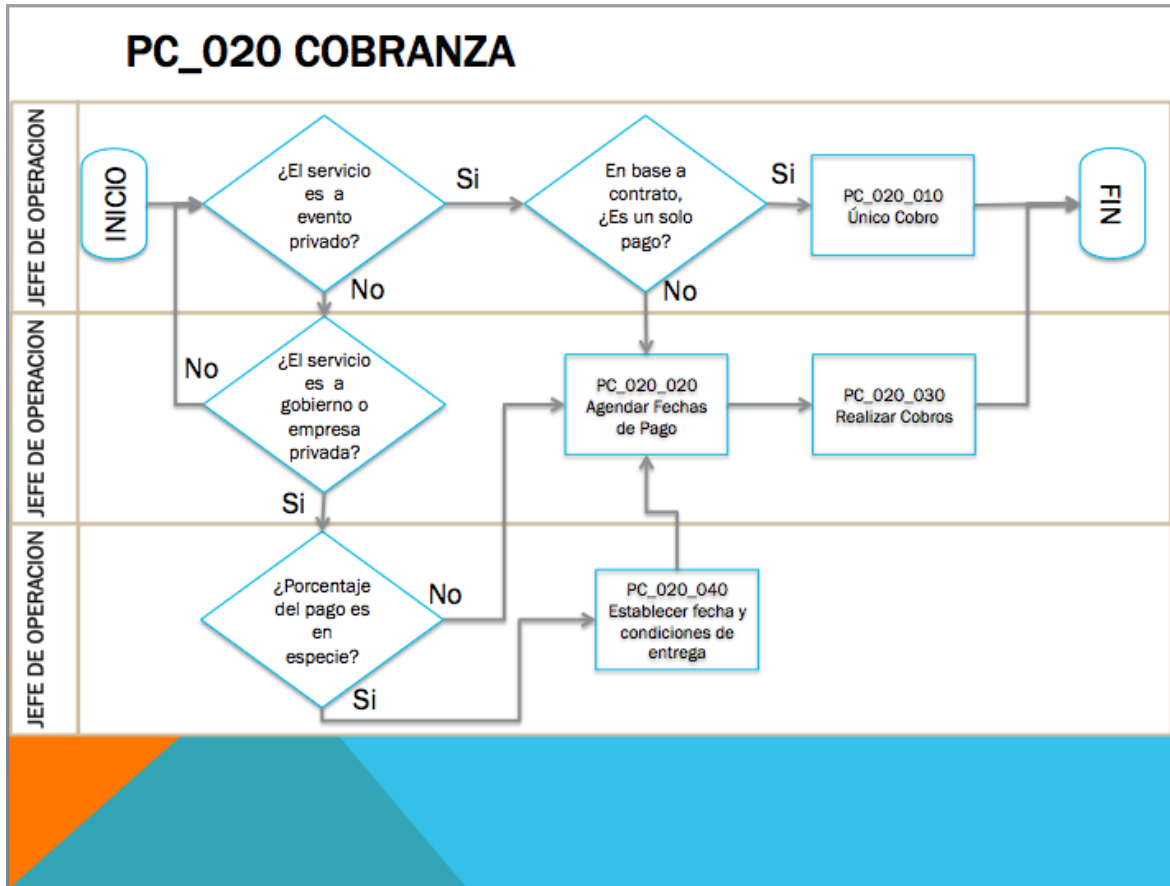 PC_020 COBRANZA
JEFE DE OPERACION
INICIO
¿El servicio
es a
evento
privado?
Si
En base a
contrato,
¿Es un solo
pago?
Si
PC_020_010
Único Cobro
FIN
No
No
JEFE DE OPERACION
No
¿El servicio
es a
gobierno o
empresa
privada?
PC_020_020
Agendar Fechas
de Pago
PC_020_030
Realizar Cobros
Si
JEFE DE OPERACION
¿Porcentaje
del pago es
en
especie?
No
PC_020_040
Establecer fecha y
condiciones de
entrega
Si